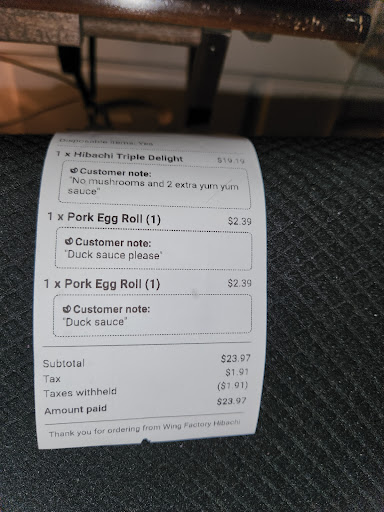 Disposable items: Yes
1 x Hibachi Triple Delight $19.19
Customer note:
"No mushrooms and 2 extra yum yum
sauce"
1 x Pork Egg Roll (1) $2.39
Customer note:
"Duck sauce please"
1 x Pork Egg Roll (1) $2.39
Customer note:
"Duck sauce"
Subtotal $23.97
Tax $1.91
Taxes withheld ($1.91)
Amount paid $23.97
Thank you for ordering from Wing Factory Hibachi